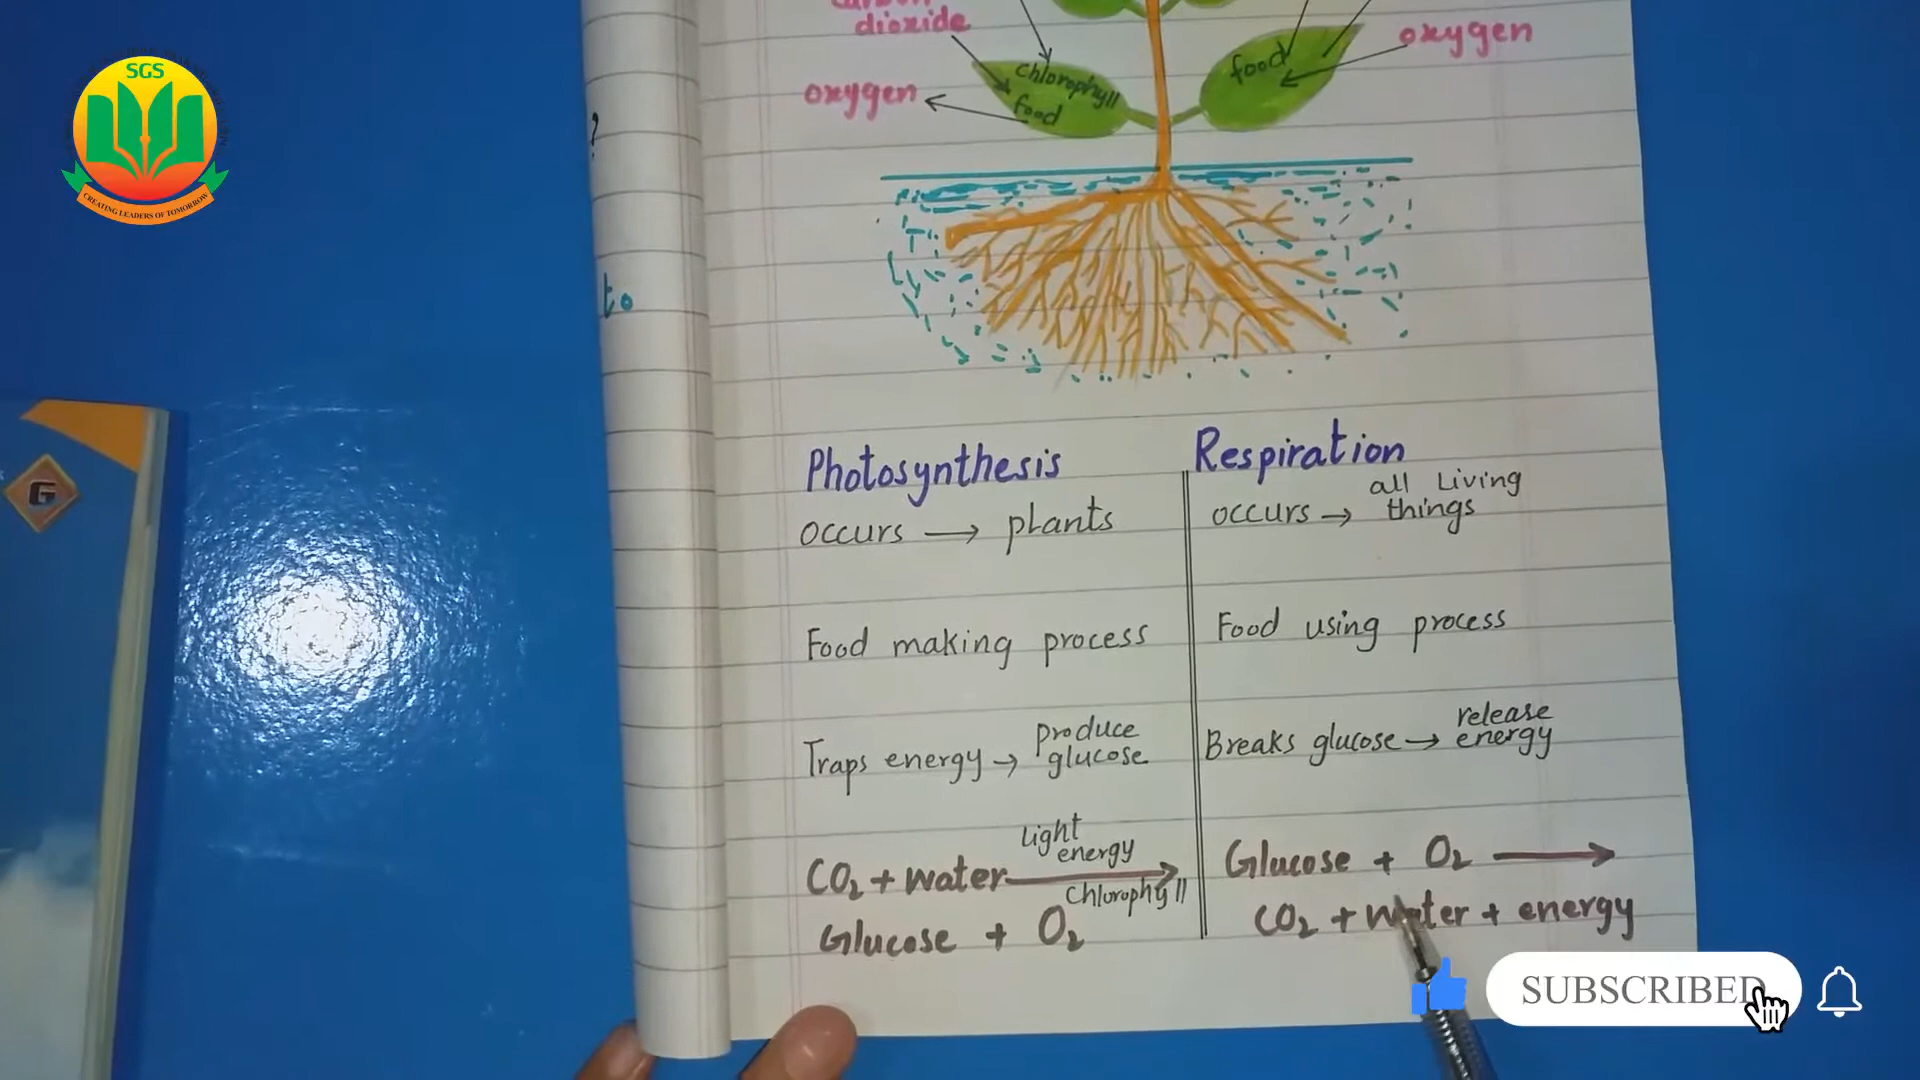 SGS
CREATING LEADERS OF TOMORROW
dioxide
oxygen
chlorophyll
food
oxygen
food
?
to
G
Photosynthesis
occurs → plants
Food making process
Traps energy → produce glucose
CO₂ + water light energy Chlorophyll →
Glucose + O₂
Respiration
occurs → all Living things
Food using process
Breaks glucose → release energy
Glucose + O₂ →
CO₂ + water + energy
SUBSCRIBED